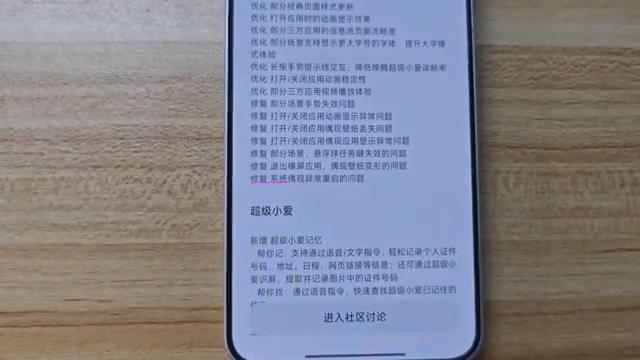 优化 部分经典页面样式更新
优化 打开应用时的动画显示效果
优化 部分三方应用的信息流页面流畅度
优化 部分场景支持显示更大字号的字体，提升大字模
式体验
优化 长按手势提示线交互，降低唤醒超级小爱误触率
优化 打开/关闭应用动画稳定性
优化 部分三方应用视频播放体验
修复 部分场景手势失效问题
修复 打开/关闭应用动画显示异常问题
修复 打开/关闭应用偶现壁纸丢失问题
修复 打开/关闭应用偶现应用显示异常问题
修复 部分场景，悬浮球任务键失效的问题
修复 退出横屏应用，偶现壁纸变形的问题
修复 系统偶现异常重启的问题
超级小爱
新增 超级小爱记忆
·帮你记：支持通过语音/文字指令，轻松记录个人证件
号码、地址、日程、网页链接等信息；还可通过超级小
爱识屏，提取并记录图片中的证件号码
·帮你找：通过语音指令，快速查找超级小爱已记住的
进入社区讨论